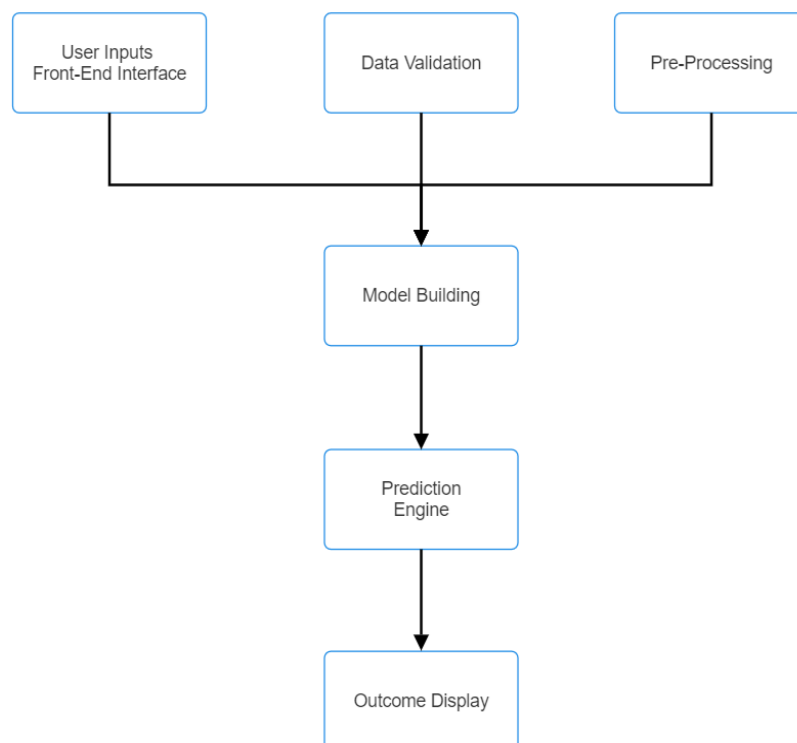 User Inputs
Front-End Interface
Data Validation
Pre-Processing
Model Building
Prediction
Engine
Outcome Display